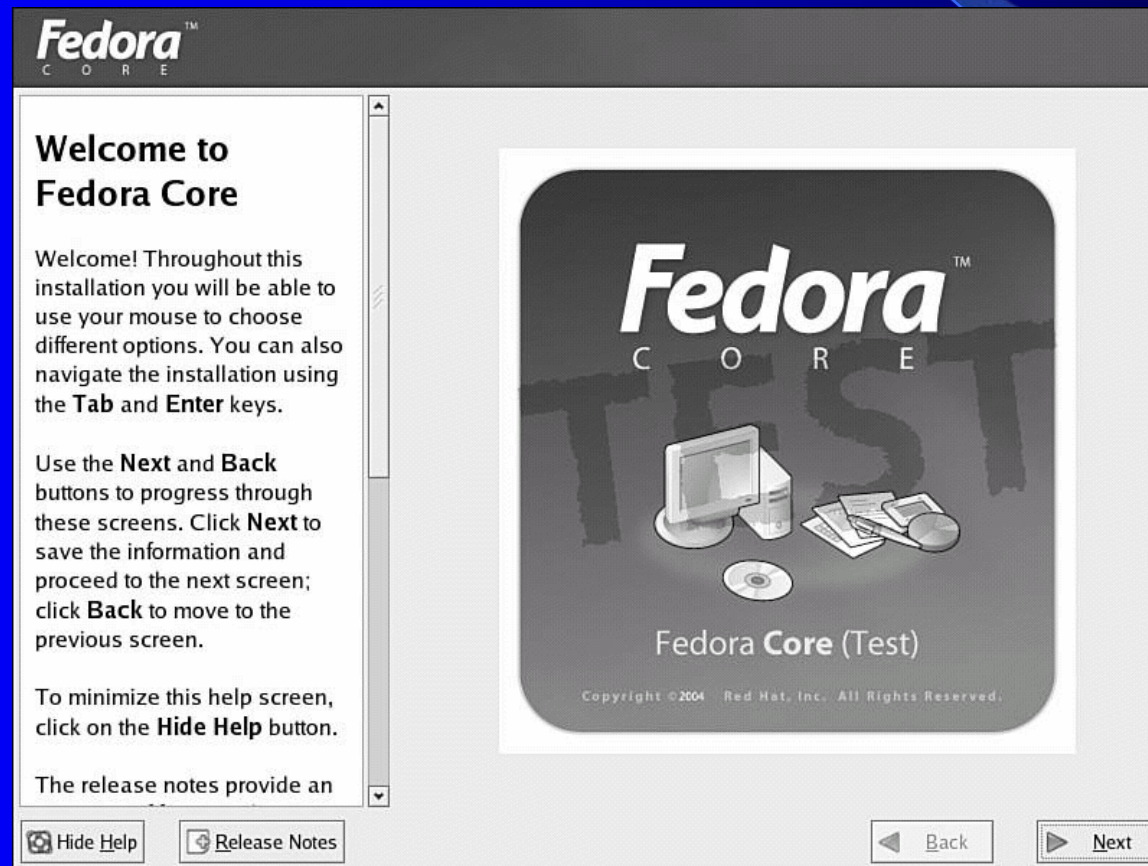 Fedora™
CORE
Welcome to
Fedora Core
Welcome! Throughout this
installation you will be able to
use your mouse to choose
different options. You can also
navigate the installation using
the Tab and Enter keys.
Use the Next and Back
buttons to progress through
these screens. Click Next to
save the information and
proceed to the next screen;
click Back to move to the
previous screen.
To minimize this help screen,
click on the Hide Help button.
The release notes provide an
Fedora™
CORE
TEST
Fedora Core (Test)
Copyright ©2004 Red Hat, Inc. All Rights Reserved.
Hide Help
Release Notes
Back
Next